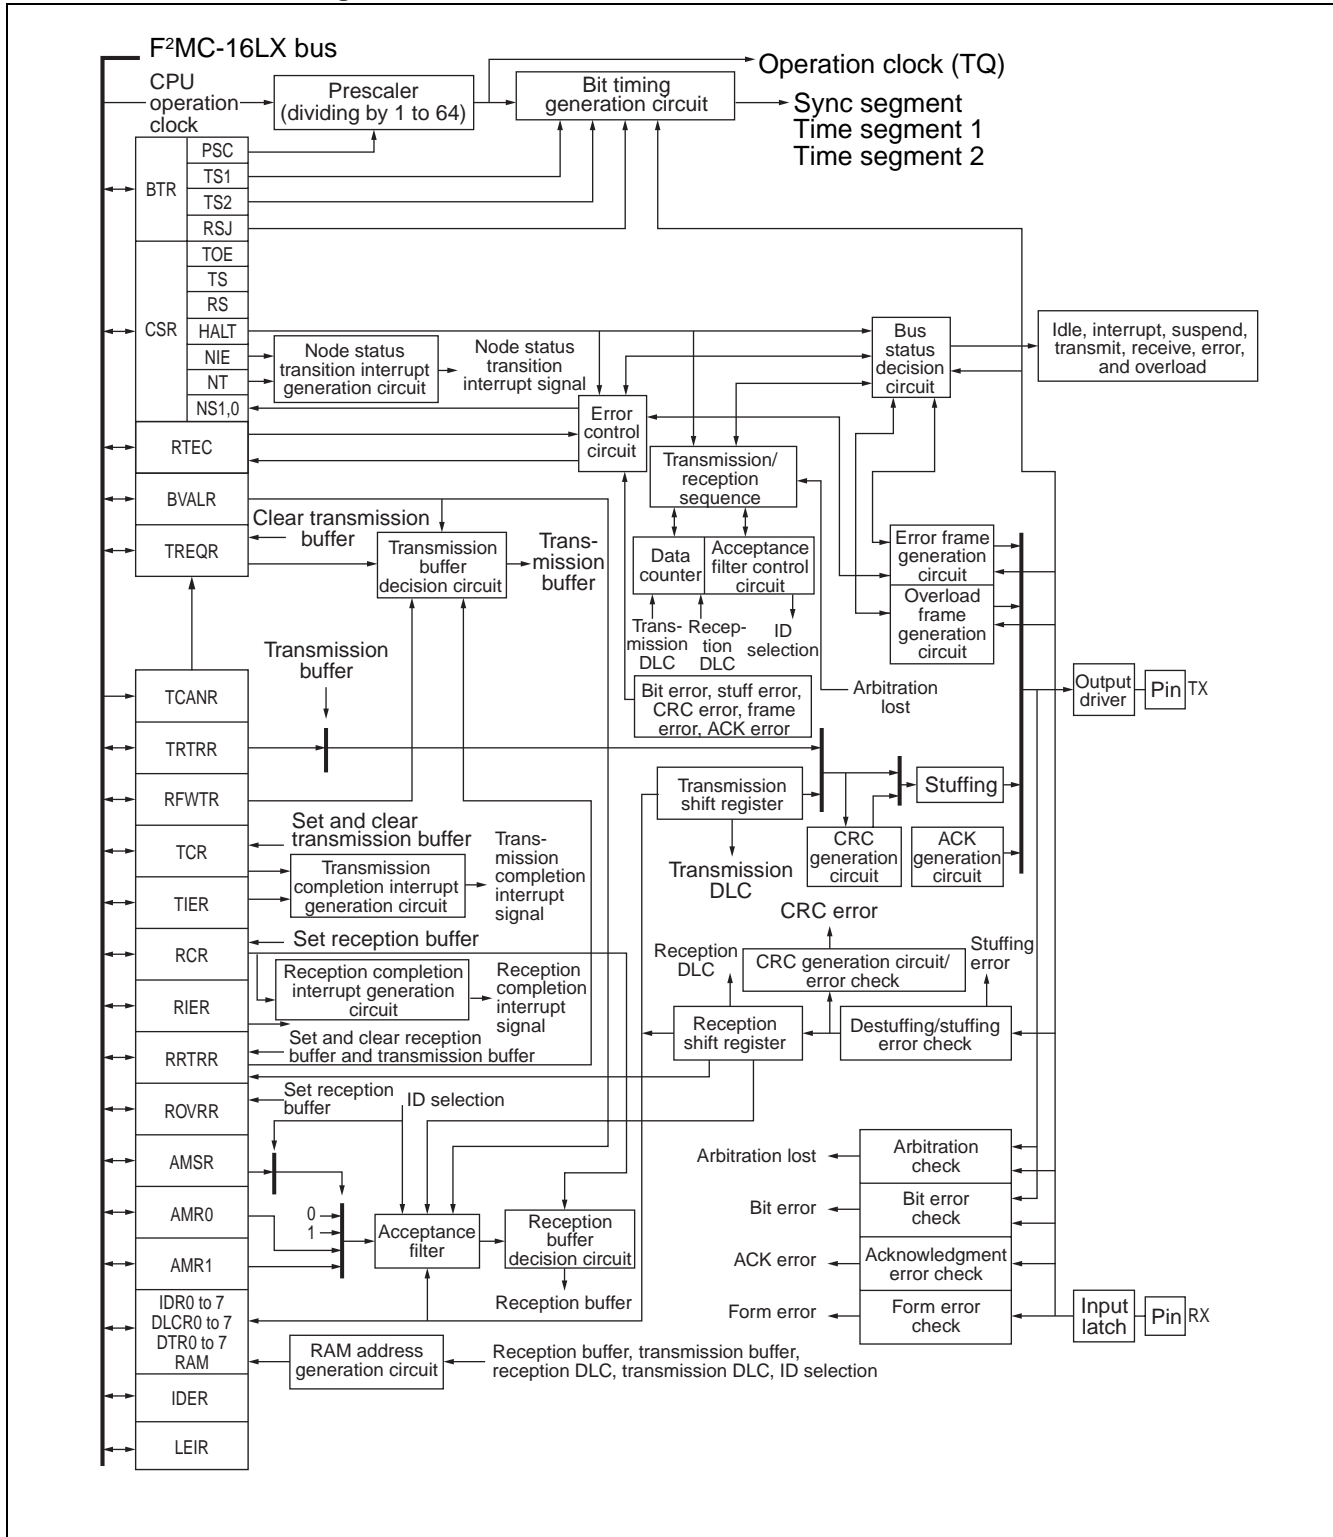 F²MC-16LX bus
CPU
operation
clock
Prescaler
(dividing by 1 to 64)
Bit timing
generation circuit
Operation clock (TQ)
Sync segment
Time segment 1
Time segment 2
BTR
PSC
TS1
TS2
RSJ
CSR
TOE
TS
RS
HALT
NIE
NT
NS1,0
Node status
transition interrupt
generation circuit
Node status
transition
interrupt signal
Bus
status
decision
circuit
Idle, interrupt, suspend,
transmit, receive, error,
and overload
RTEC
Error
control
circuit
Transmission/
reception
sequence
BVALR
TREQR
Clear transmission
buffer
Transmission
buffer
decision circuit
Trans-
mission
buffer
Data
counter
Acceptance
filter control
circuit
Error frame
generation
circuit
Overload
frame
generation
circuit
Trans-
mission
DLC
Recep-
tion
DLC
ID
selection
Transmission
buffer
Bit error, stuff error,
CRC error, frame
error, ACK error
Arbitration
lost
Output
driver
Pin
TX
TCANR
TRTRR
RFWTR
Transmission
shift register
Stuffing
CRC
generation
circuit
ACK
generation
circuit
Transmission
DLC
TCR
Set and clear
transmission buffer
Transmission
completion interrupt
generation circuit
Trans-
mission
completion
interrupt
signal
TIER
CRC error
RCR
Set reception buffer
Reception completion
interrupt generation
circuit
Reception
completion
interrupt
signal
Reception
DLC
CRC generation circuit/
error check
Stuffing
error
RIER
RRTRR
Set and clear reception
buffer and transmission buffer
Reception
shift register
Destuffing/stuffing
error check
ROVRR
Set reception
buffer
ID selection
AMSR
AMR0
0
1
Acceptance
filter
Reception
buffer
decision circuit
Reception buffer
AMR1
Arbitration lost
Arbitration
check
Bit error
Bit error
check
ACK error
Acknowledgment
error check
Form error
Form error
check
Input
latch
Pin
RX
IDR0 to 7
DLCR0 to 7
DTR0 to 7
RAM
RAM address
generation circuit
Reception buffer, transmission buffer,
reception DLC, transmission DLC, ID selection
IDER
LEIR